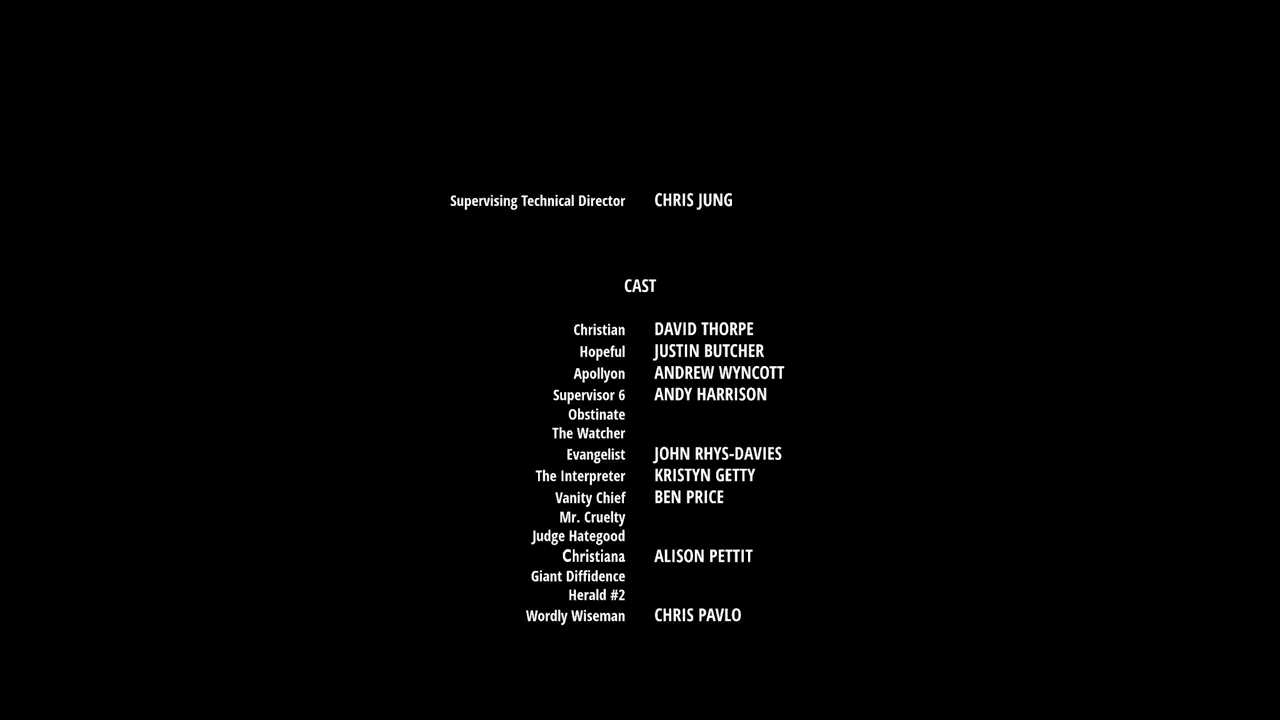 Supervising Technical Director CHRIS JUNG
CAST
Christian DAVID THORPE
Hopeful JUSTIN BUTCHER
Apollyon ANDREW WYNCOTT
Supervisor 6 ANDY HARRISON
Obstinate
The Watcher
Evangelist JOHN RHYS-DAVIES
The Interpreter KRISTYN GETTY
Vanity Chief BEN PRICE
Mr. Cruelty
Judge Hategood
Christiana ALISON PETTIT
Giant Diffidence
Herald #2
Wordly Wiseman CHRIS PAVLO